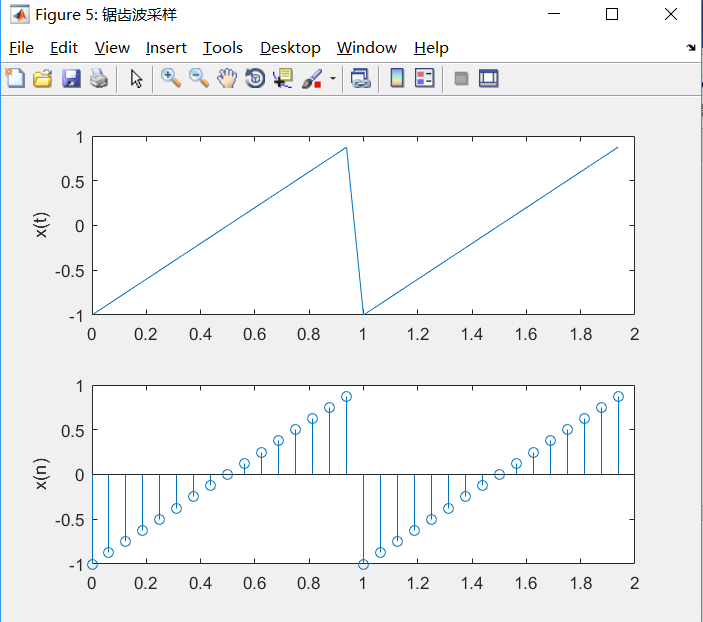 Figure 5: 锯齿波采样
File Edit View Insert Tools Desktop Window Help
1
0.5
0
-0.5
-1
x(t)
0 0.2 0.4 0.6 0.8 1 1.2 1.4 1.6 1.8 2
1
0.5
0
-0.5
-1
x(n)
0 0.2 0.4 0.6 0.8 1 1.2 1.4 1.6 1.8 2